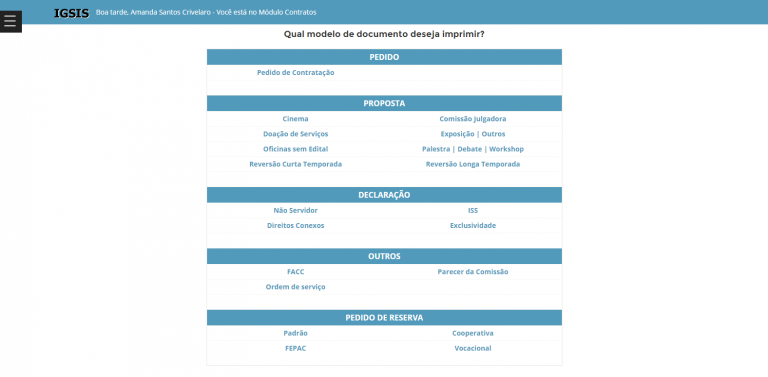 IGSIS Boa tarde, Amanda Santos Crivelaro - Você está no Módulo Contratos
Qual modelo de documento deseja imprimir?
PEDIDO
Pedido de Contratação
PROPOSTA
Cinema Comissão Julgadora
Doação de Serviços Exposição | Outros
Oficinas sem Edital Palestra | Debate | Workshop
Reversão Curta Temporada Reversão Longa Temporada
DECLARAÇÃO
Não Servidor ISS
Direitos Conexos Exclusividade
OUTROS
FACC Parecer da Comissão
Ordem de serviço
PEDIDO DE RESERVA
Padrão Cooperativa
FEPAC Vocacional